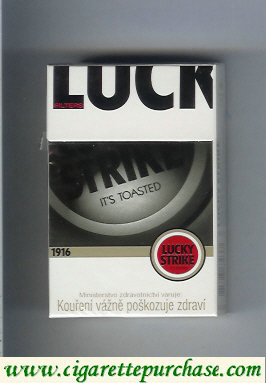 LUCK
FILTERS
STRIKE
IT'S TOASTED
1916
LUCKY
STRIKE
Ministerstvo zdravotnictví varuje
Kouření vážně poškozuje zdraví
www.cigarettepurchase.com